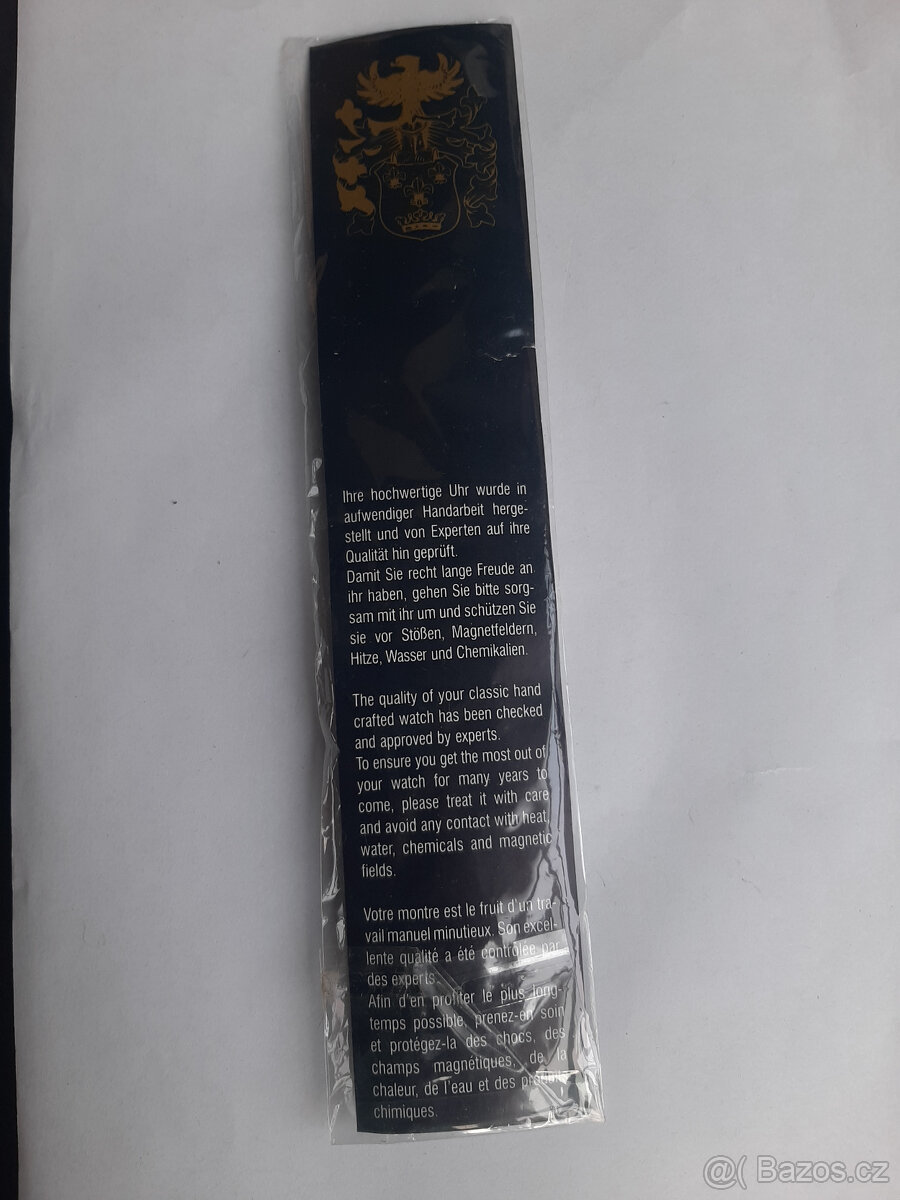 Ihre hochwertige Uhr wurde in
aufwendiger Handarbeit herge-
stellt und von Experten auf ihre
Qualität hin geprüft.
Damit Sie recht lange Freude an
ihr haben, gehen Sie bitte sorg-
sam mit ihr um und schützen Sie
sie vor Stößen, Magnetfeldern,
Hitze, Wasser und Chemikalien.
The quality of your classic hand
crafted watch has been checked
and approved by experts.
To ensure you get the most out of
your watch for many years to
come, please treat it with care
and avoid any contact with heat,
water, chemicals and magnetic
fields.
Votre montre est le fruit d'un tra-
vail manuel minutieux. Son excel-
lente qualité a été contrôlée par
des experts.
Afin d'en profiter le plus long-
temps possible, prenez-en soin
et protégez-la des chocs, des
champs magnétiques, de la
chaleur, de l'eau et des produits
chimiques.
@( Bazos.cz